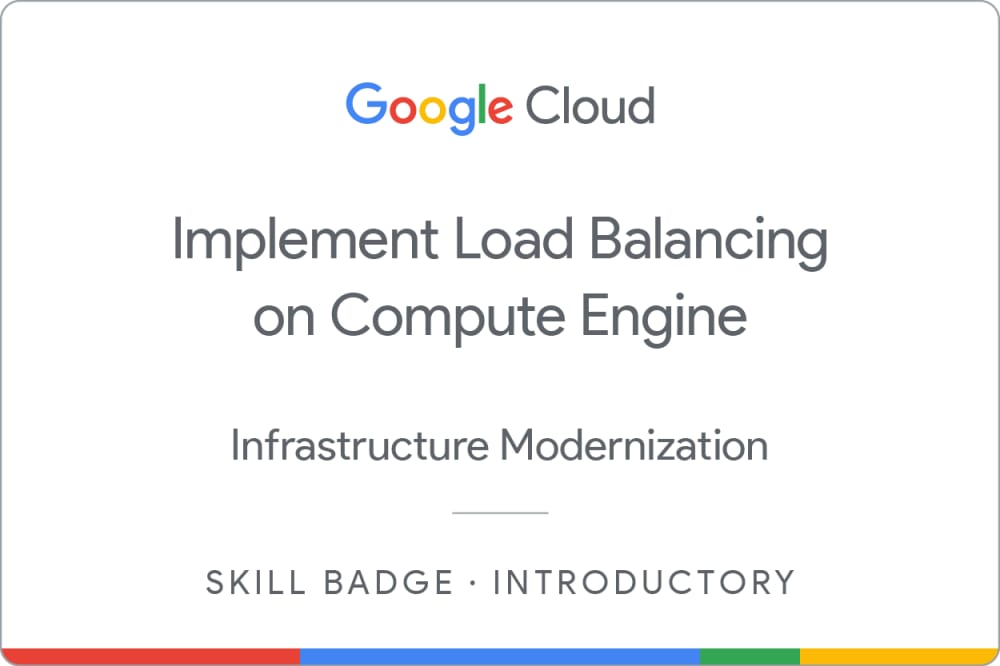 Google Cloud
Implement Load Balancing
on Compute Engine
Infrastructure Modernization
SKILL BADGE · INTRODUCTORY